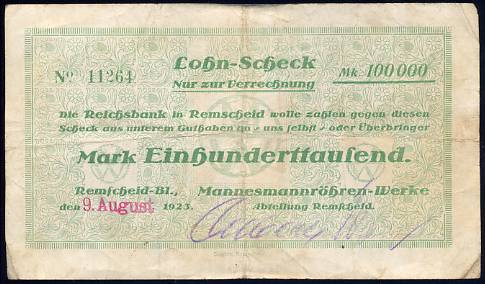 Lohn-Scheck
No 11264
Nur zur Verrechnung
Mk. 100 000
Die Reichsbank in Remscheid wolle zahlen gegen diesen
Scheck aus unserem Guthaben an - uns selbst - oder Überbringer
Mark Einhunderttausend.
Remscheid-Bl., Mannesmannröhren-Werke
den 9. August 1923. Abteilung Remscheid.